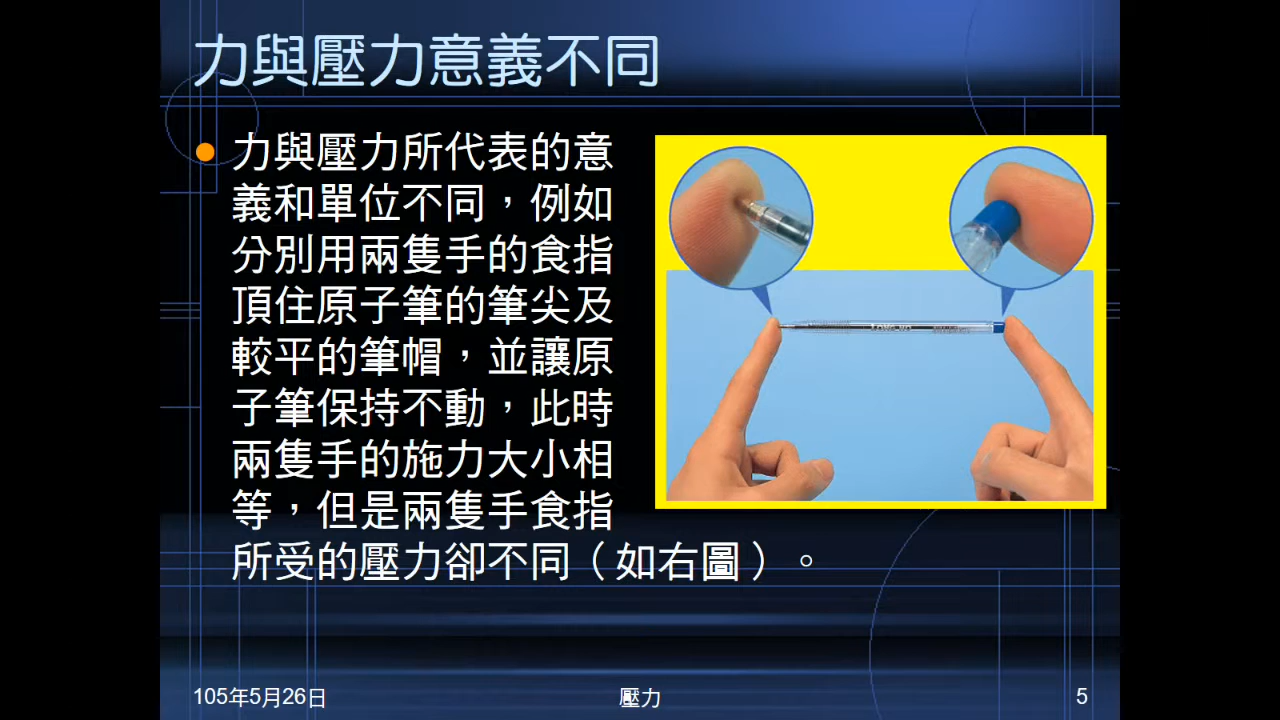 力與壓力意義不同
力與壓力所代表的意
義和單位不同，例如
分別用兩隻手的食指
頂住原子筆的筆尖及
較平的筆帽，並讓原
子筆保持不動，此時
兩隻手的施力大小相
等，但是兩隻手食指
所受的壓力卻不同（如右圖）。
105年5月26日
壓力
5